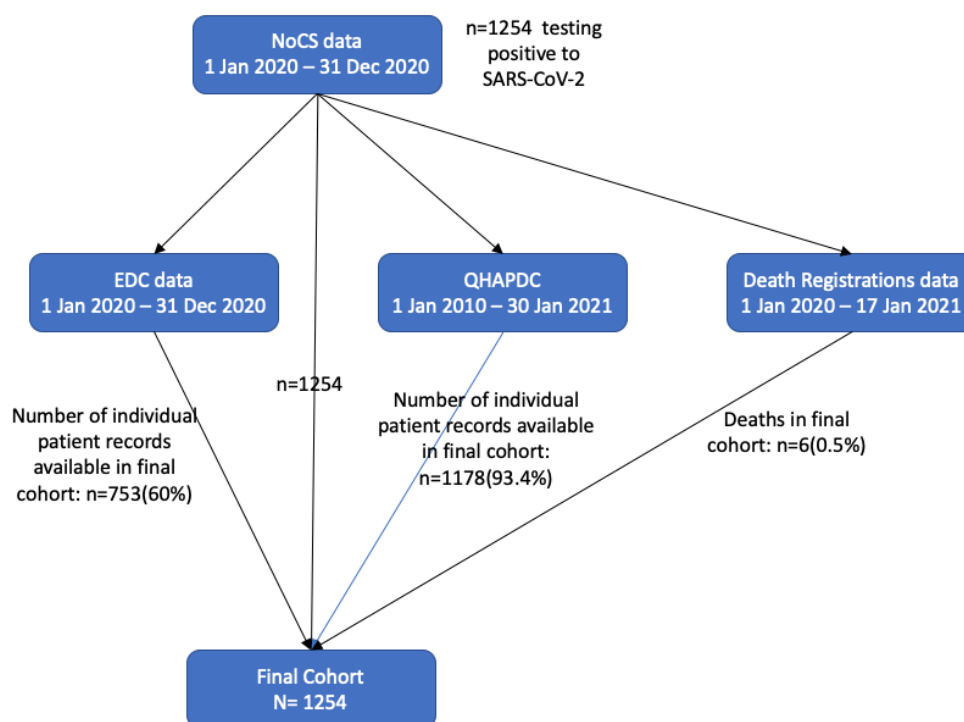 NoCS data
1 Jan 2020 – 31 Dec 2020
n=1254 testing
positive to
SARS-CoV-2
EDC data
1 Jan 2020 – 31 Dec 2020
QHAPDC
1 Jan 2010 – 30 Jan 2021
Death Registrations data
1 Jan 2020 – 17 Jan 2021
Number of individual
patient records
available in final
cohort: n=753(60%)
n=1254
Number of individual
patient records available
in final cohort:
n=1178(93.4%)
Deaths in final
cohort: n=6(0.5%)
Final Cohort
N= 1254